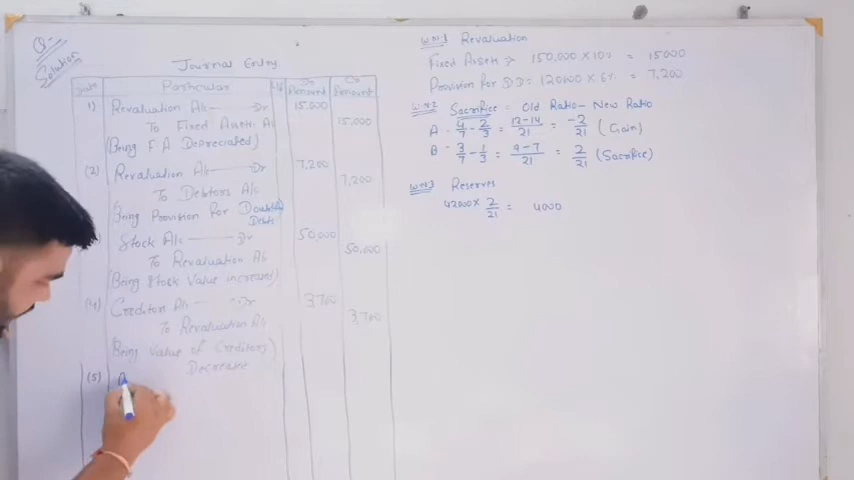 Q-
Solution
Journal Entry
Date Particular L.f Dr Amount Cr Amount
1) Revaluation A/c Dr 15,000
To Fixed Assets A/c 15,000
(Being F.A Depreciated)
(2) Revaluation A/c Dr 7,200
To Debtors A/c 7,200
Being Provision for Doubtful
Debts
Stock A/c Dr 50,000
To Revaluation A/c 50,000
(Being Stock Value increased)
(4) Creditors A/c Dr 3,700
To Revaluation A/c 3,700
Being Value of Creditors)
Decrease
(5)
W.N:1 Revaluation
Fixed Assets → 150,000 × 10% = 15000
Provision for D.D = 120000 × 6% = 7,200
W.N:2 Sacrifice = Old Ratio - New Ratio
A = 4/7 - 2/3 = 12-14/21 = -2/21 (Gain)
B = 3/7 - 1/3 = 9-7/21 = 2/21 (Sacrifice)
W.N:3 Reserves
42000 × 2/21 = 4000